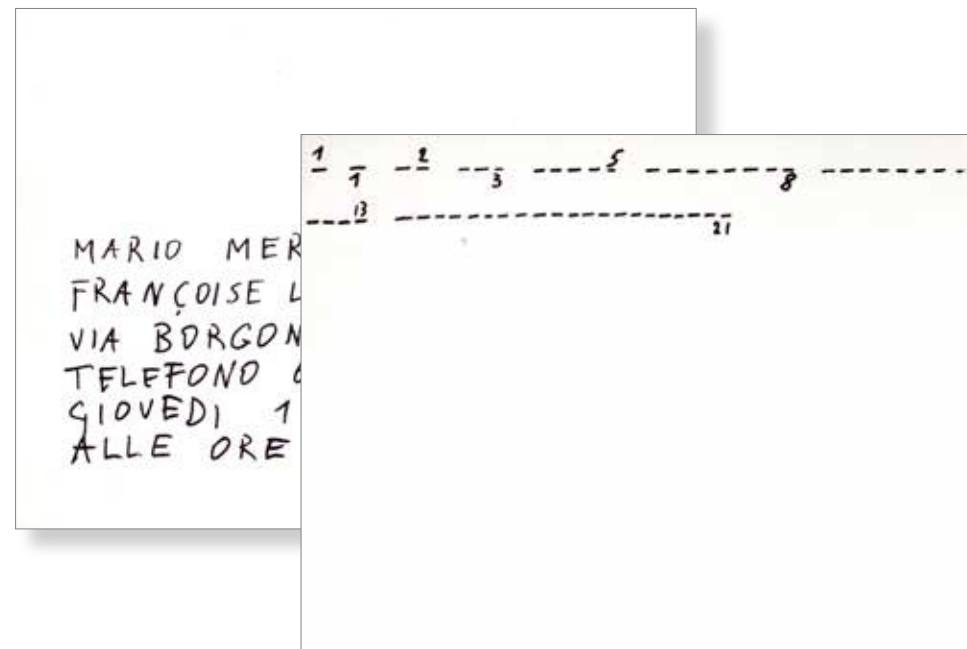 MARIO MER
FRANÇOISE L
VIA BORGON
TELEFONO
GIOVEDI 1
ALLE ORE
1 1 2 3 5 8
13 21